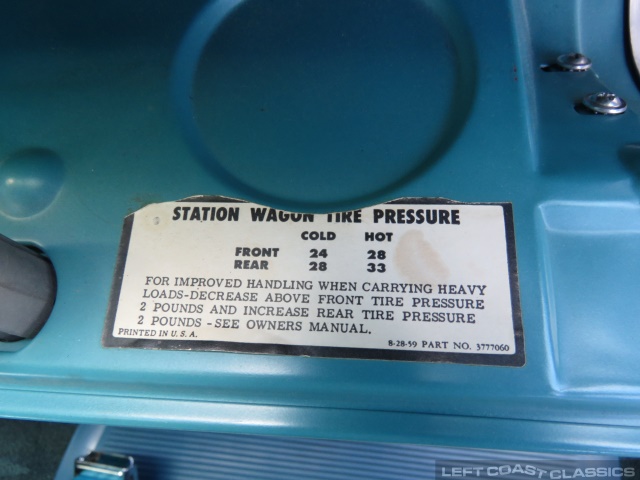 STATION WAGON TIRE PRESSURE
COLD HOT
FRONT 24 28
REAR 28 33
FOR IMPROVED HANDLING WHEN CARRYING HEAVY
LOADS-DECREASE ABOVE FRONT TIRE PRESSURE
2 POUNDS AND INCREASE REAR TIRE PRESSURE
2 POUNDS - SEE OWNERS MANUAL.
PRINTED IN U.S.A. 8-28-59 PART NO. 3777060
LEFT COAST CLASSICS